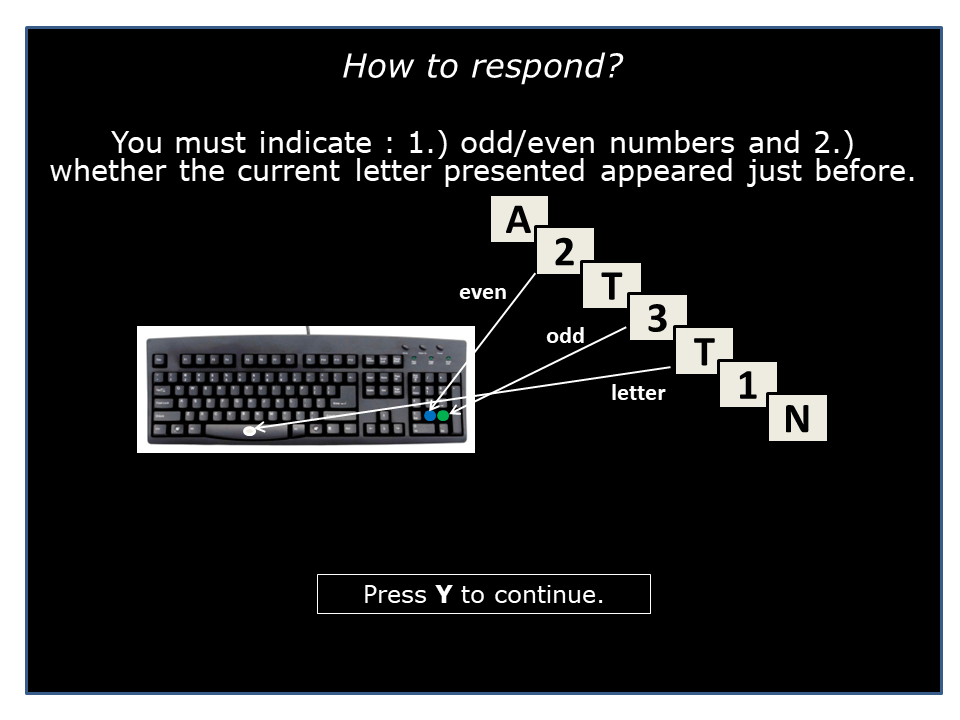 How to respond?
You must indicate : 1.) odd/even numbers and 2.)
whether the current letter presented appeared just before.
A
2
T
even
3
odd
T
1
letter
N
Press Y to continue.